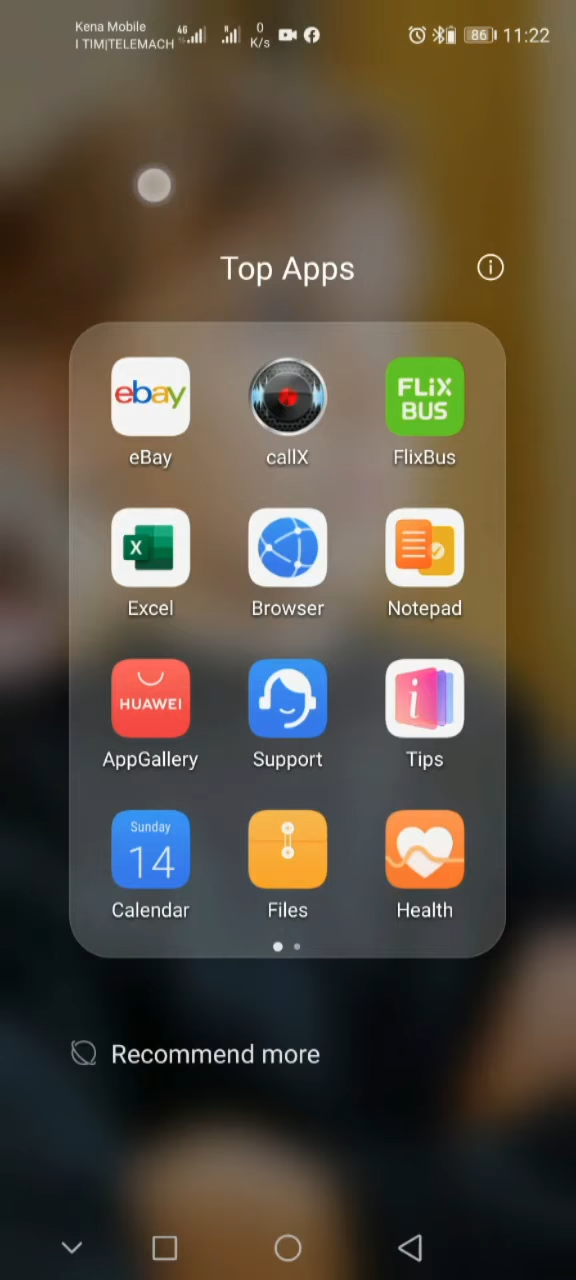 Kena Mobile
I TIM|TELEMACH
4G
0
K/s
86
11:22
Top Apps
ebay
FLiX
BUS
eBay
callX
FlixBus
X
Excel
Browser
Notepad
HUAWEI
i
AppGallery
Support
Tips
Sunday
14
Calendar
Files
Health
Recommend more